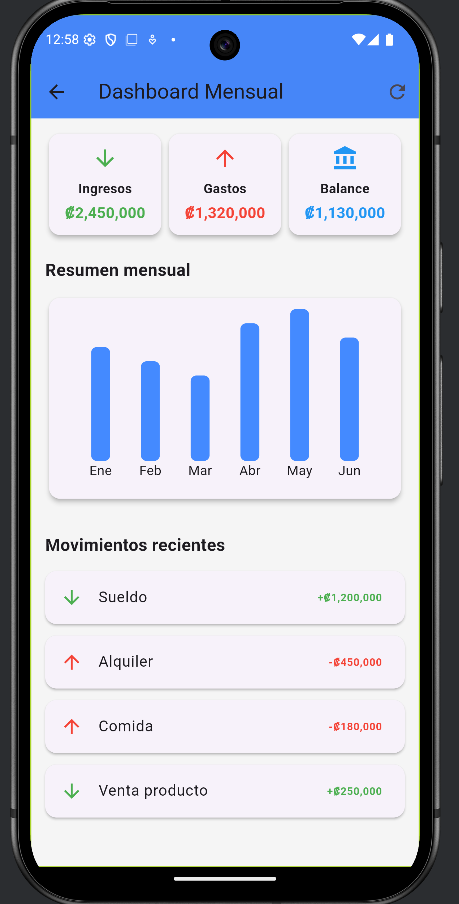 12:58
Dashboard Mensual
Ingresos Gastos Balance
₡2,450,000 ₡1,320,000 ₡1,130,000
Resumen mensual
Ene Feb Mar Abr May Jun
Movimientos recientes
Sueldo +₡1,200,000
Alquiler -₡450,000
Comida -₡180,000
Venta producto +₡250,000